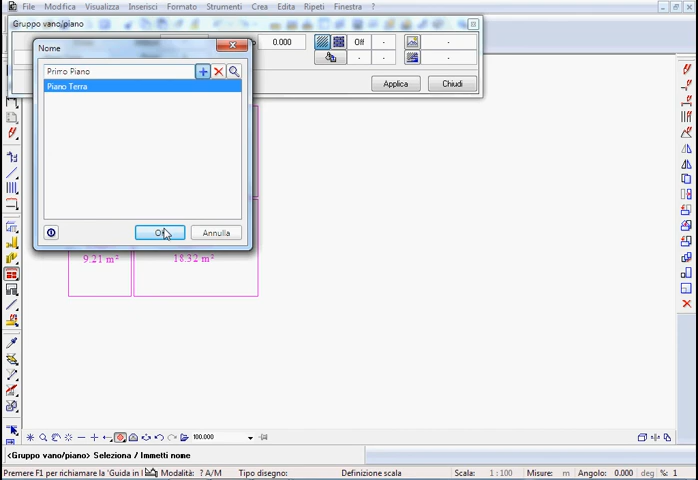 File Modifica Visualizza Inserisci Formato Strumenti Crea Edita Ripeti Finestra ?
Gruppo vano/piano
Nome
0.000 Off - -
- - -
Primo Piano
Piano Terra
Applica Chiudi
Annulla
9.21 m² 18.32 m²
100.000
<Gruppo vano/piano> Seleziona / Immetti nome
Premere F1 per richiamare la 'Guida in l Modalità: ? A/M Tipo disegno: Definizione scala Scala: 1 : 100 Misure: m Angolo: 0.000 %: 1